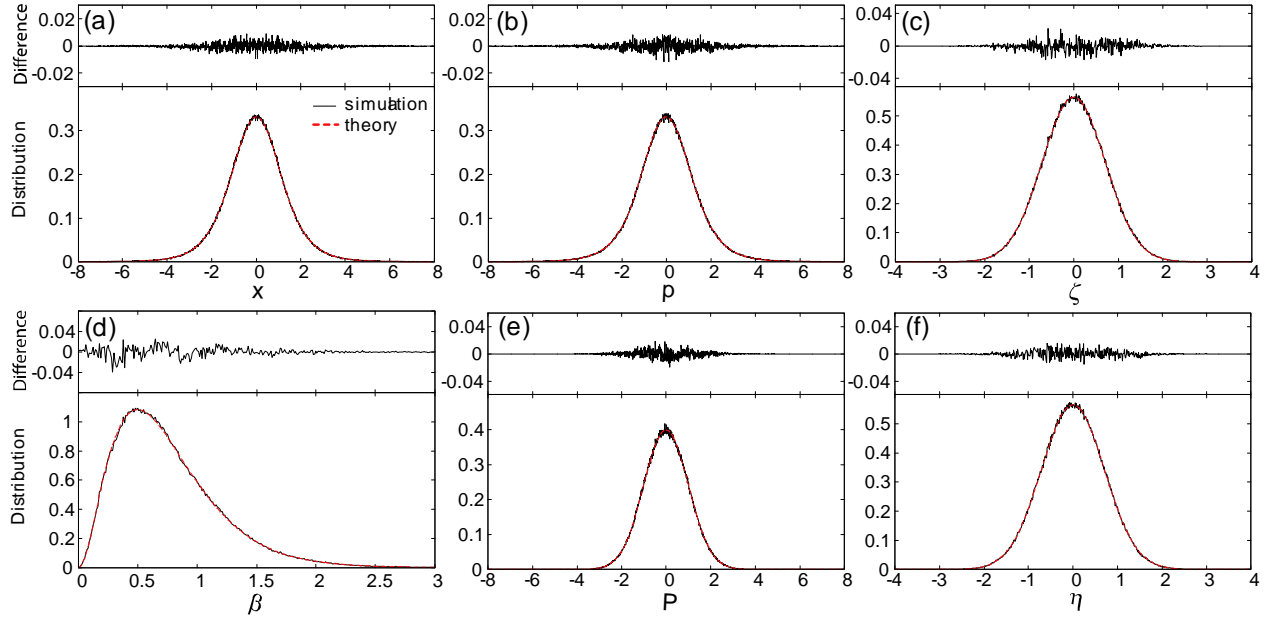 (a)
Difference
0.02
0
-0.02
simulation
theory
Distribution
0.3
0.2
0.1
0
-8 -6 -4 -2 0 2 4 6 8
x
(b)
0.02
0
-0.02
0.3
0.2
0.1
0
-8 -6 -4 -2 0 2 4 6 8
p
(c)
0.04
0
-0.04
0.5
0.4
0.3
0.2
0.1
0
-4 -3 -2 -1 0 1 2 3 4
ζ
(d)
Difference
0.04
0
-0.04
Distribution
1
0.8
0.6
0.4
0.2
0
0 0.5 1 1.5 2 2.5 3
β
(e)
0.04
0
-0.04
0.4
0.3
0.2
0.1
0
-8 -6 -4 -2 0 2 4 6 8
P
(f)
0.04
0
-0.04
0.5
0.4
0.3
0.2
0.1
0
-4 -3 -2 -1 0 1 2 3 4
η